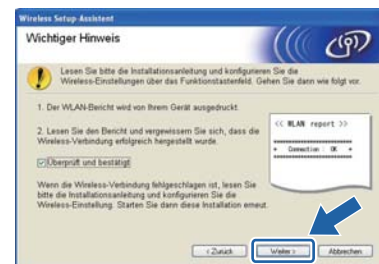 Wireless Setup-Assistent
Wichtiger Hinweis
Lesen Sie bitte die Installationsanleitung und konfigurieren Sie die
Wireless-Einstellungen über das Funktionstastenfeld. Gehen Sie dann wie folgt vor.
1. Der WLAN-Bericht wird von Ihrem Gerät ausgedruckt.
2. Lesen Sie den Bericht und vergewissern Sie sich, dass die
Wireless-Verbindung erfolgreich hergestellt wurde.
<< WLAN report >>
Connection : OK
Überprüft und bestätigt
Wenn die Wireless-Verbindung fehlgeschlagen ist, lesen Sie
bitte die Installationsanleitung und konfigurieren Sie die
Wireless-Einstellung. Starten Sie dann diese Installation erneut.
< Zurück
Weiter >
Abbrechen